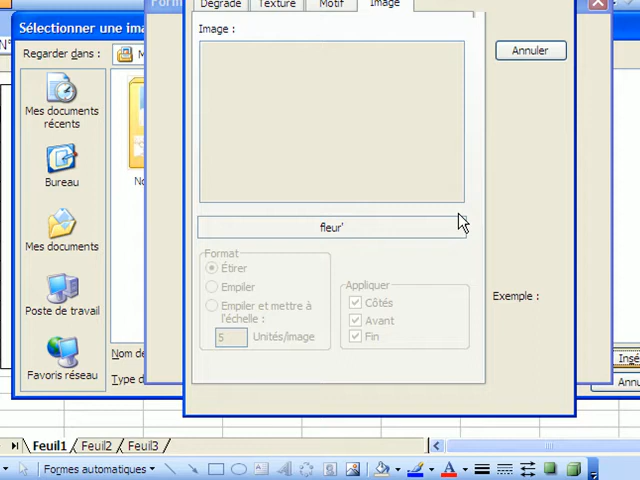 Form
Dégradé Texture Motif Image
Sélectionner une ima
Regarder dans :
Image :
Annuler
Mes documents
récents
Bureau
Mes documents
Poste de travail
Favoris réseau
fleur'
Format
Étirer
Empiler
Empiler et mettre à
l'échelle :
5 Unités/image
Appliquer
Côtés
Avant
Fin
Exemple :
Nom de
Type d
Insé
Annu
Feuil1 Feuil2 Feuil3
Formes automatiques
A